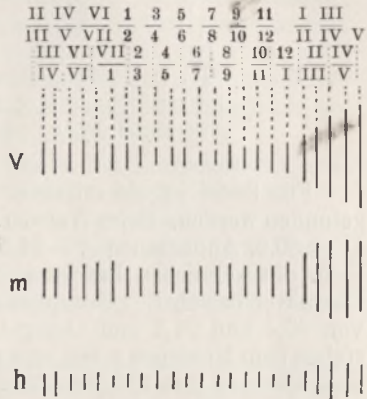 II IV VI 1 3 5 7 9 11 I III
III V VII 2 4 6 8 10 12 II IV V
III VI VII 2 4 6 8 10 12 II IV
IV VI 1 3 5 7 9 11 I III V
V
m
h